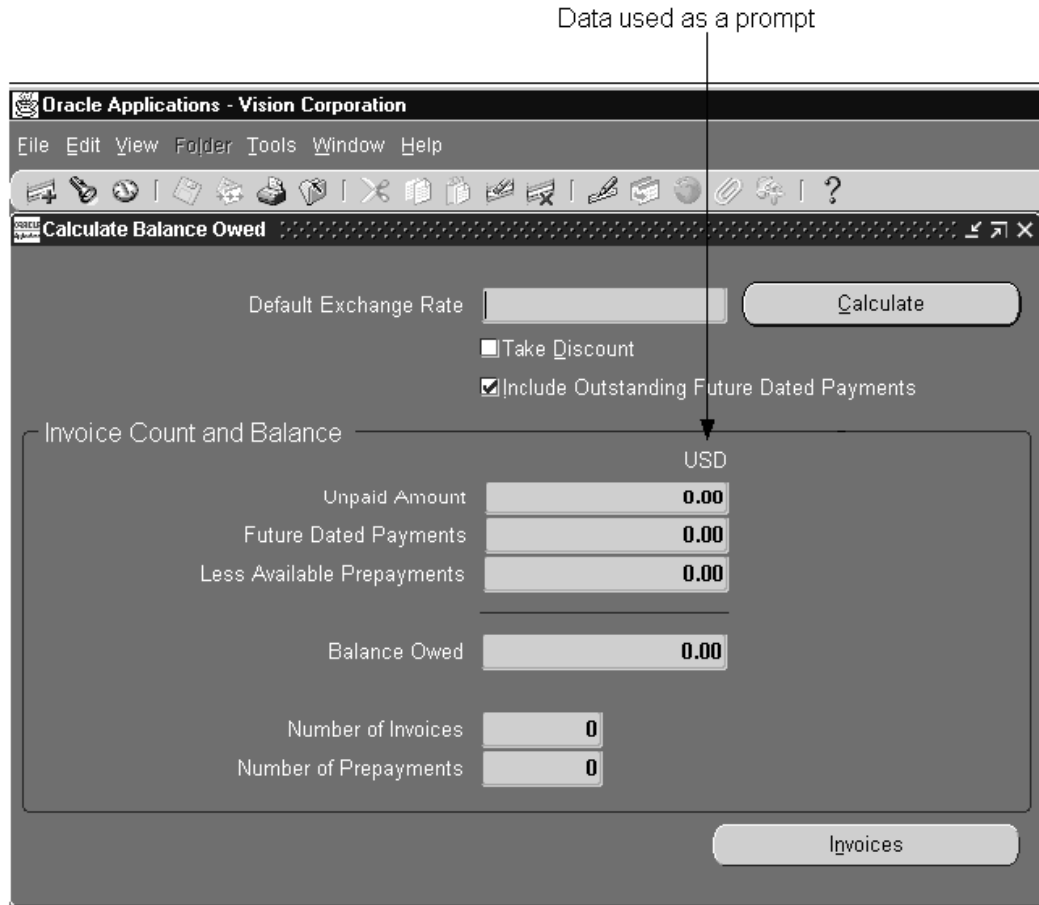 Data used as a prompt
Oracle Applications - Vision Corporation
File Edit View Folder Tools Window Help
Calculate Balance Owed
Default Exchange Rate
Calculate
Take Discount
Include Outstanding Future Dated Payments
Invoice Count and Balance
USD
Unpaid Amount 0.00
Future Dated Payments 0.00
Less Available Prepayments 0.00
Balance Owed 0.00
Number of Invoices 0
Number of Prepayments 0
Invoices